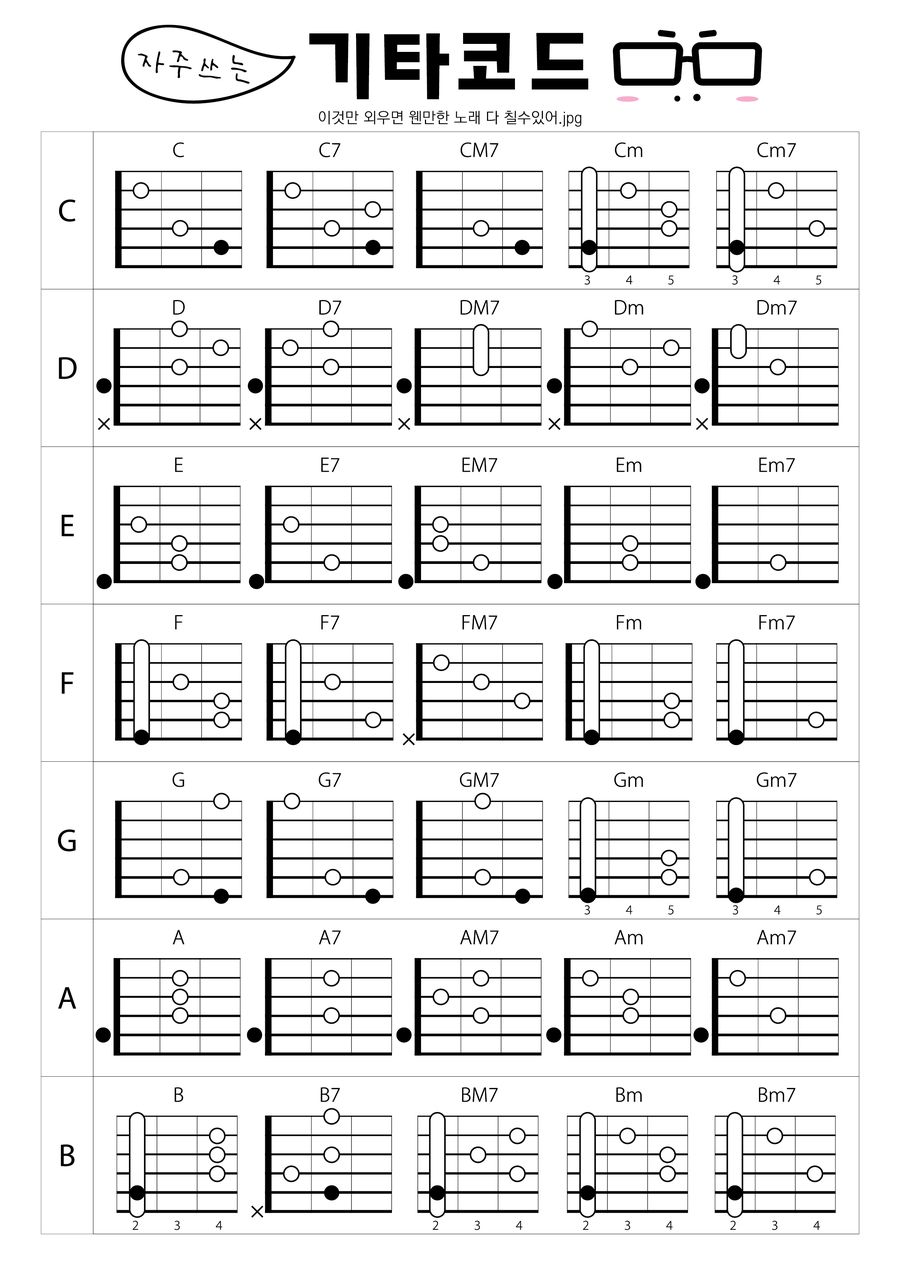 자주쓰는
기타코드
이것만 외우면 웬만한 노래 다 칠수있어.jpg
C C7 CM7 Cm Cm7
C
3 4 5 3 4 5
D D7 DM7 Dm Dm7
D
× × × × ×
E E7 EM7 Em Em7
E
F F7 FM7 Fm Fm7
F
×
G G7 GM7 Gm Gm7
G
3 4 5 3 4 5
A A7 AM7 Am Am7
A
B B7 BM7 Bm Bm7
B
×
2 3 4 2 3 4 2 3 4 2 3 4